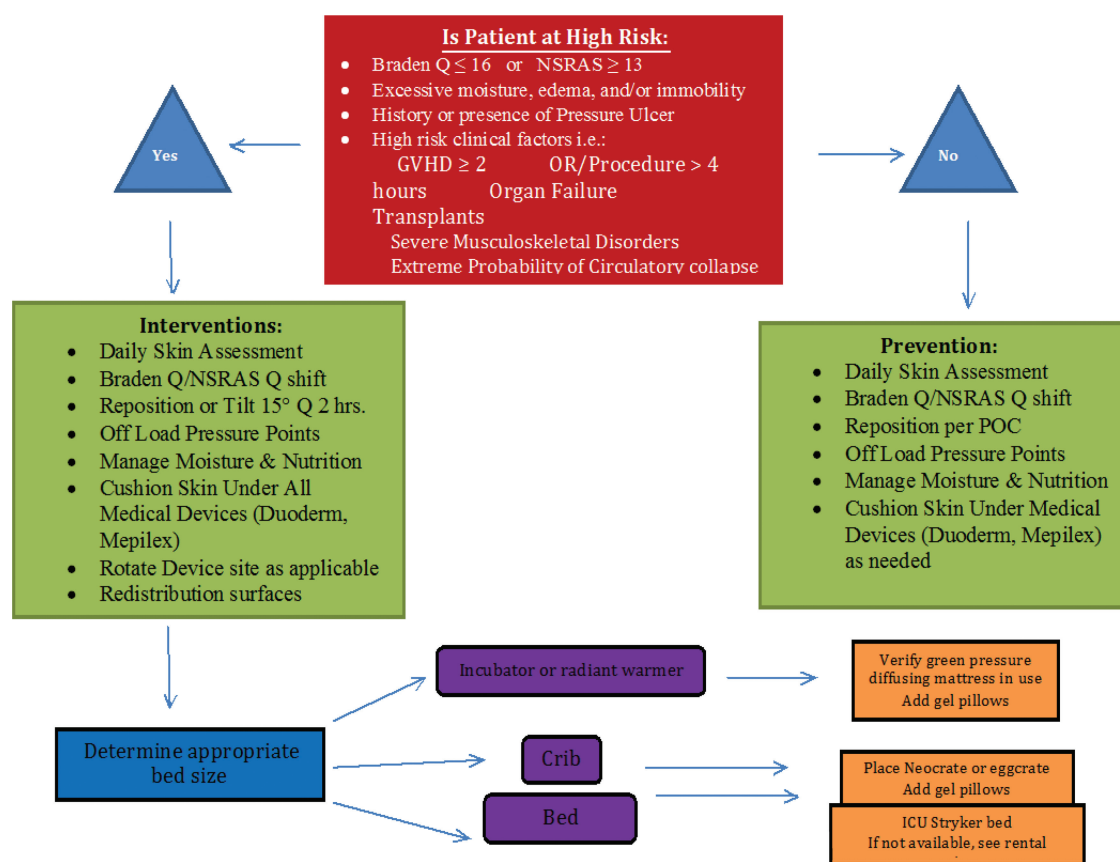 Is Patient at High Risk:
• Braden Q ≤ 16 or NSRAS ≥ 13
• Excessive moisture, edema, and/or immobility
• History or presence of Pressure Ulcer
• High risk clinical factors i.e.:
GVHD ≥ 2 OR/Procedure > 4
hours Organ Failure
Transplants
Severe Musculoskeletal Disorders
Extreme Probability of Circulatory collapse
Yes
No
Interventions:
• Daily Skin Assessment
• Braden Q/NSRAS Q shift
• Reposition or Tilt 15° Q 2 hrs.
• Off Load Pressure Points
• Manage Moisture & Nutrition
• Cushion Skin Under All
Medical Devices (Duoderm,
Mepilex)
• Rotate Device site as applicable
• Redistribution surfaces
Prevention:
• Daily Skin Assessment
• Braden Q/NSRAS Q shift
• Reposition per POC
• Off Load Pressure Points
• Manage Moisture & Nutrition
• Cushion Skin Under Medical
Devices (Duoderm, Mepilex)
as needed
Determine appropriate
bed size
Incubator or radiant warmer
Verify green pressure
diffusing mattress in use
Add gel pillows
Crib
Place Neocrate or eggcrate
Add gel pillows
Bed
ICU Stryker bed
If not available, see rental